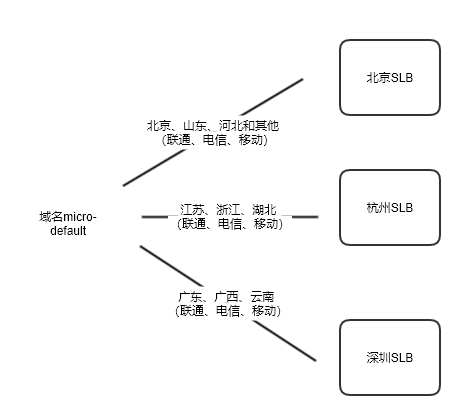 北京SLB
北京、山东、河北和其他
（联通、电信、移动）
域名micro-
default
江苏、浙江、湖北
（联通、电信、移动）
杭州SLB
广东、广西、云南
（联通、电信、移动）
深圳SLB